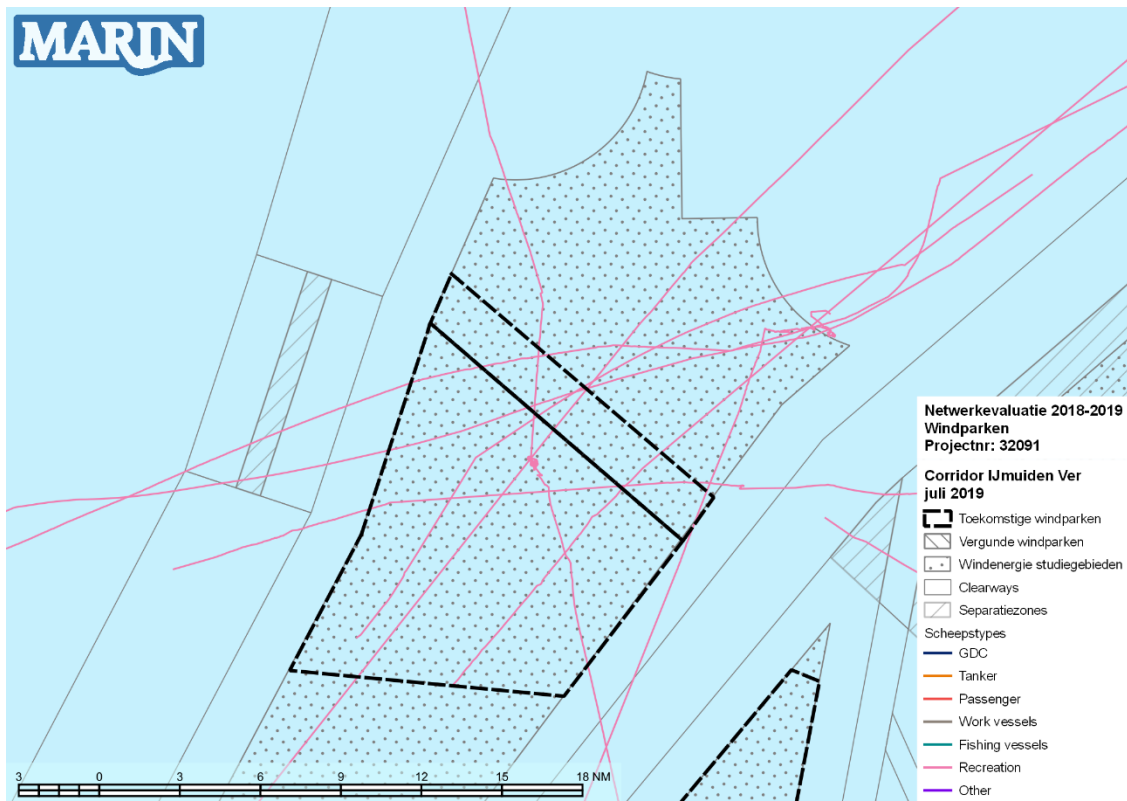 MARIN
Netwerkevaluatie 2018-2019
Windparken
Projectnr: 32091
Corridor IJmuiden Ver
juli 2019
Toekomstige windparken
Vergunde windparken
Windenergie studiegebieden
Clearways
Separatiezones
Scheepstypes
GDC
Tanker
Passenger
Work vessels
Fishing vessels
Recreation
Other
3 0 3 6 9 12 15 18 NM